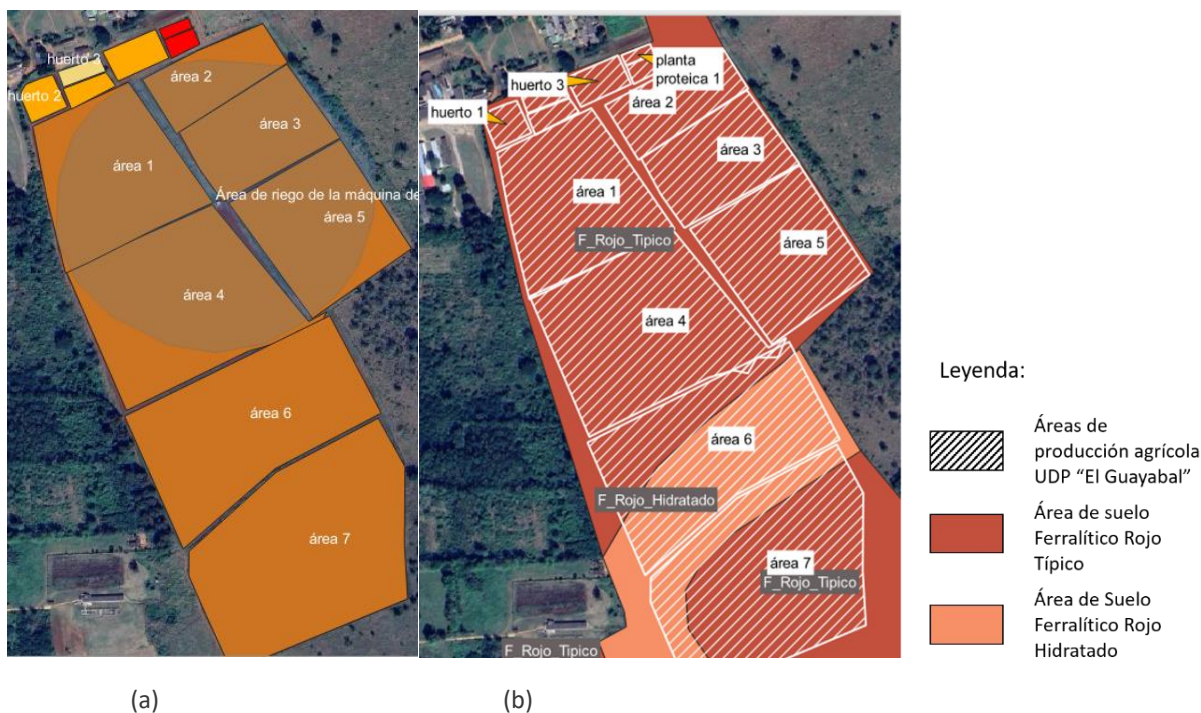 huerto 3
huerto 2
área 2
área 3
área 1
Área de riego de la máquina de
área 5
área 4
área 6
área 7
planta
proteica 1
huerto 3
huerto 1
área 2
área 3
área 1
F_Rojo_Tipico
área 5
área 4
área 6
F_Rojo_Hidratado
área 7
F_Rojo_Tipico
F_Rojo_Tipico
Leyenda:
Áreas de
producción agrícola
UDP “El Guayabal”
Área de suelo
Ferralítico Rojo
Típico
Área de Suelo
Ferralítico Rojo
Hidratado
(a)
(b)